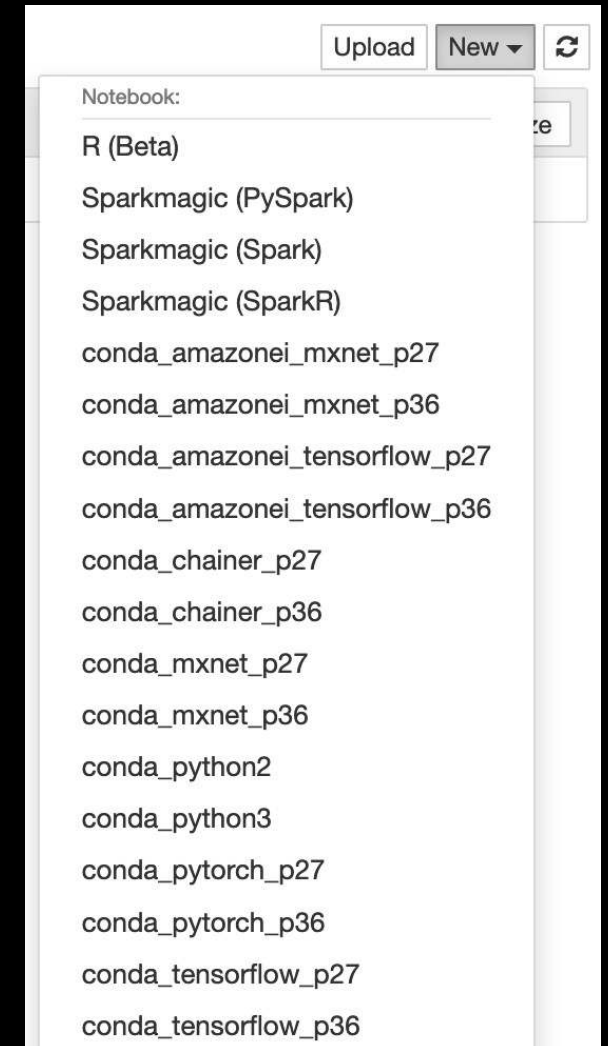 Upload New
Notebook:
ze
R (Beta)
Sparkmagic (PySpark)
Sparkmagic (Spark)
Sparkmagic (SparkR)
conda_amazonei_mxnet_p27
conda_amazonei_mxnet_p36
conda_amazonei_tensorflow_p27
conda_amazonei_tensorflow_p36
conda_chainer_p27
conda_chainer_p36
conda_mxnet_p27
conda_mxnet_p36
conda_python2
conda_python3
conda_pytorch_p27
conda_pytorch_p36
conda_tensorflow_p27
conda_tensorflow_p36